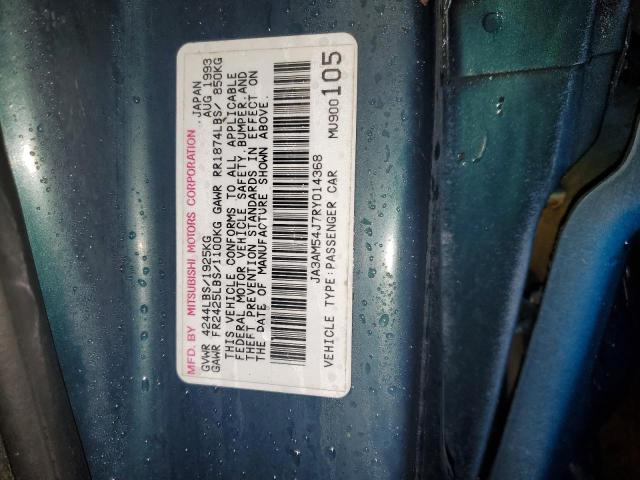 MFD. BY MITSUBISHI MOTORS CORPORATION JAPAN
GVWR 4244LBS/1925KG AUG 1993
GAWR FR2425LBS/1100KG GAWR RR1874LBS/ 850KG
THIS VEHICLE CONFORMS TO ALL APPLICABLE
FEDERAL MOTOR VEHICLE SAFETY, BUMPER, AND
THEFT PREVENTION STANDARDS IN EFFECT ON
THE DATE OF MANUFACTURE SHOWN ABOVE.
JA3AM54J7RY014368
VEHICLE TYPE:PASSENGER CAR MU900105